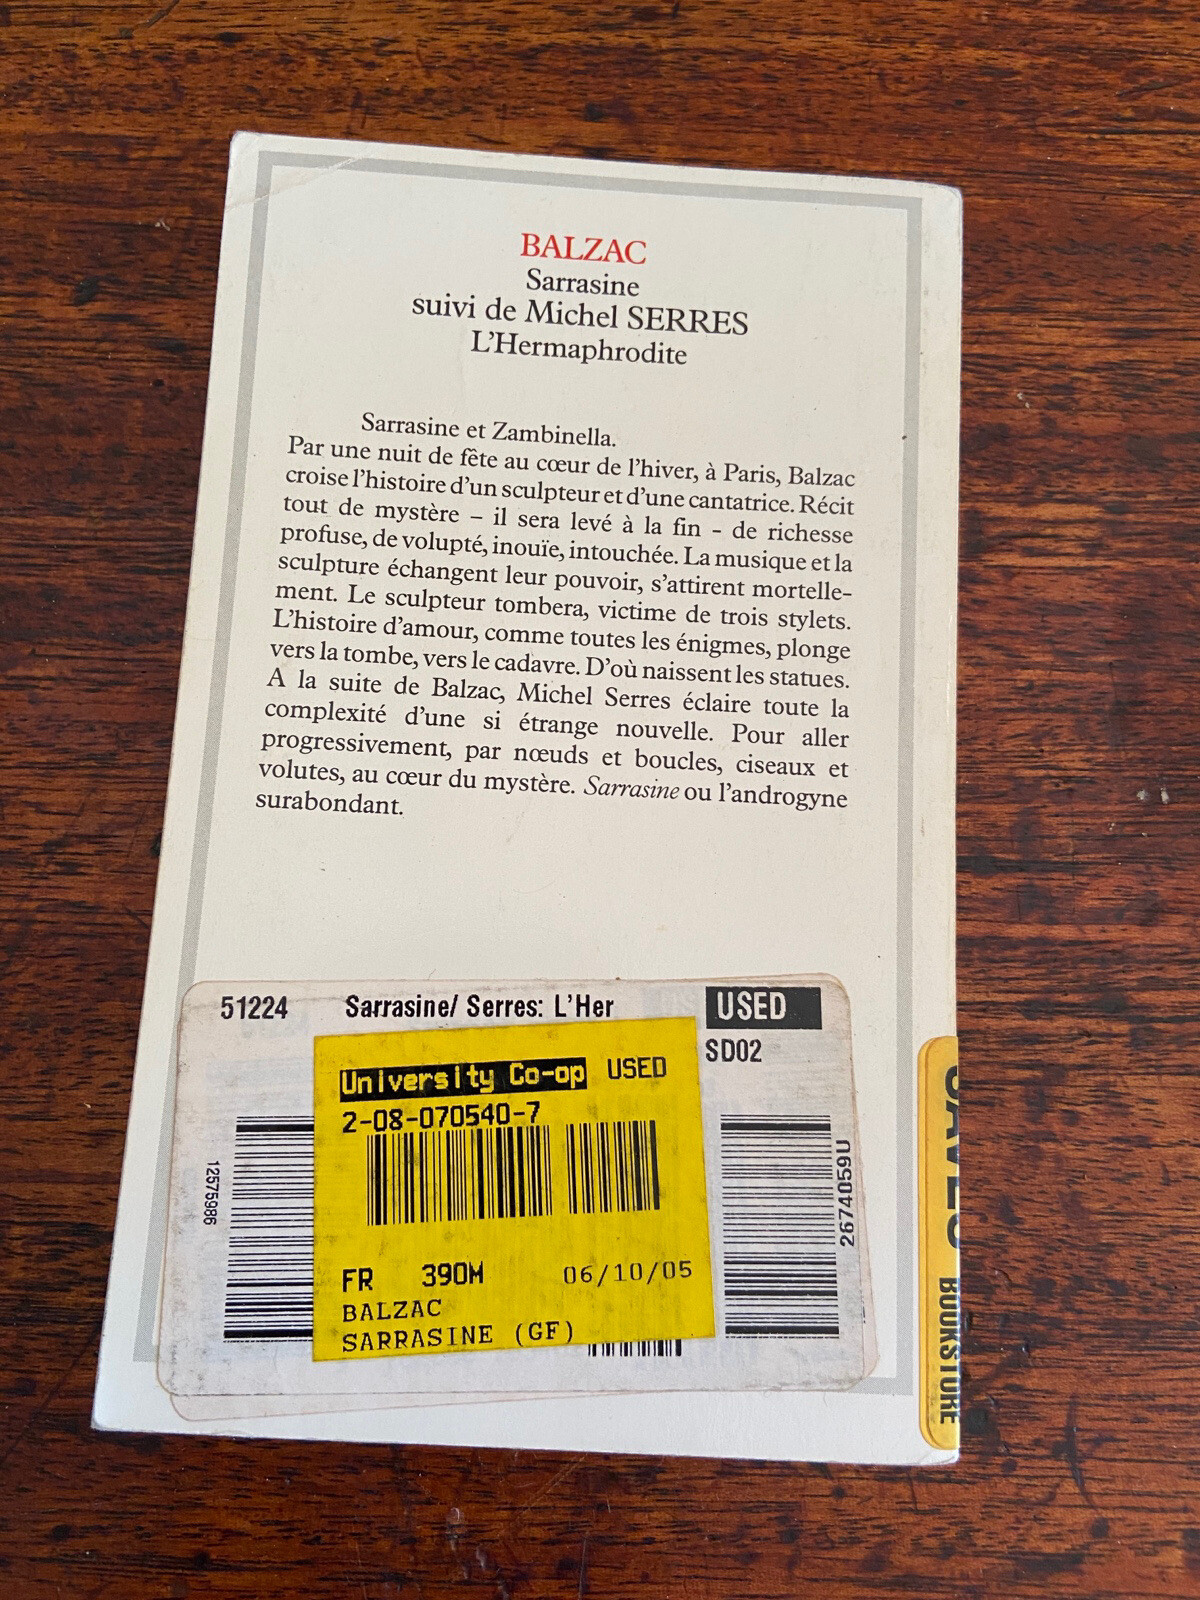 BALZAC
Sarrasine
suivi de Michel SERRES
L'Hermaphrodite
Sarrasine et Zambinella.
Par une nuit de fête au cœur de l'hiver, à Paris, Balzac
croise l'histoire d'un sculpteur et d'une cantatrice. Récit
tout de mystère – il sera levé à la fin - de richesse
profuse, de volupté, inouïe, intouchée. La musique et la
sculpture échangent leur pouvoir, s'attirent mortelle-
ment. Le sculpteur tombera, victime de trois stylets.
L'histoire d'amour, comme toutes les énigmes, plonge
vers la tombe, vers le cadavre. D'où naissent les statues.
A la suite de Balzac, Michel Serres éclaire toute la
complexité d'une si étrange nouvelle. Pour aller
progressivement, par nœuds et boucles, ciseaux et
volutes, au cœur du mystère. Sarrasine ou l'androgyne
surabondant.
51224 Sarrasine/ Serres: L'Her USED
SD02
University Co-op USED
2-08-070540-7
FR 390M 06/10/05
BALZAC
SARRASINE (GF)
12575986
2674059U
BOOKSTORE